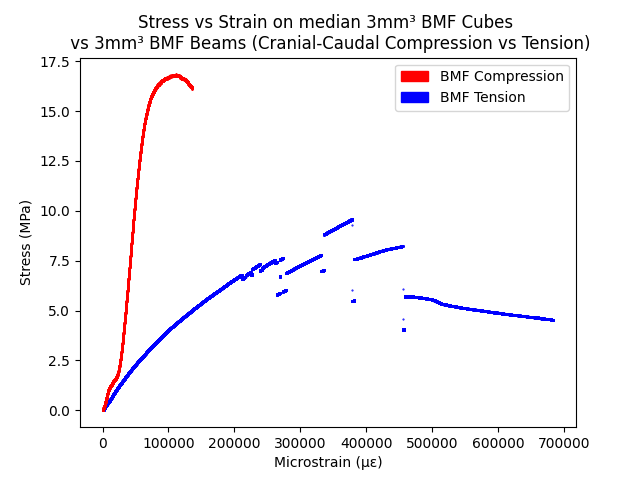 Stress vs Strain on median 3mm³ BMF Cubes
vs 3mm³ BMF Beams (Cranial-Caudal Compression vs Tension)
17.5
15.0
12.5
10.0
7.5
5.0
2.5
0.0
Stress (MPa)
BMF Compression
BMF Tension
0 100000 200000 300000 400000 500000 600000 700000
Microstrain (με)